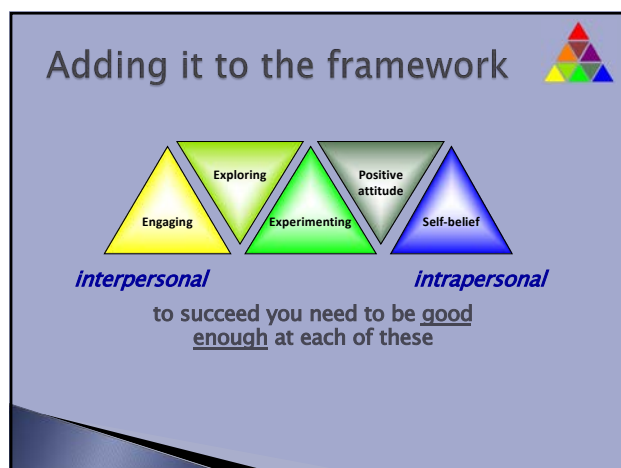 Adding it to the framework
Exploring
Positive
attitude
Engaging
Experimenting
Self-belief
interpersonal
intrapersonal
to succeed you need to be good
enough at each of these